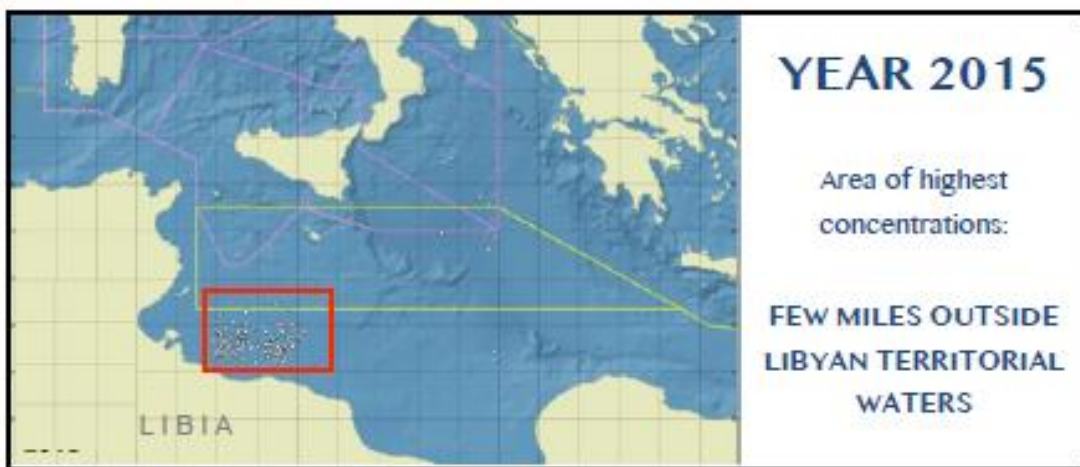 YEAR 2015
Area of highest
concentrations:
FEW MILES OUTSIDE
LIBYAN TERRITORIAL
WATERS
LIBIA